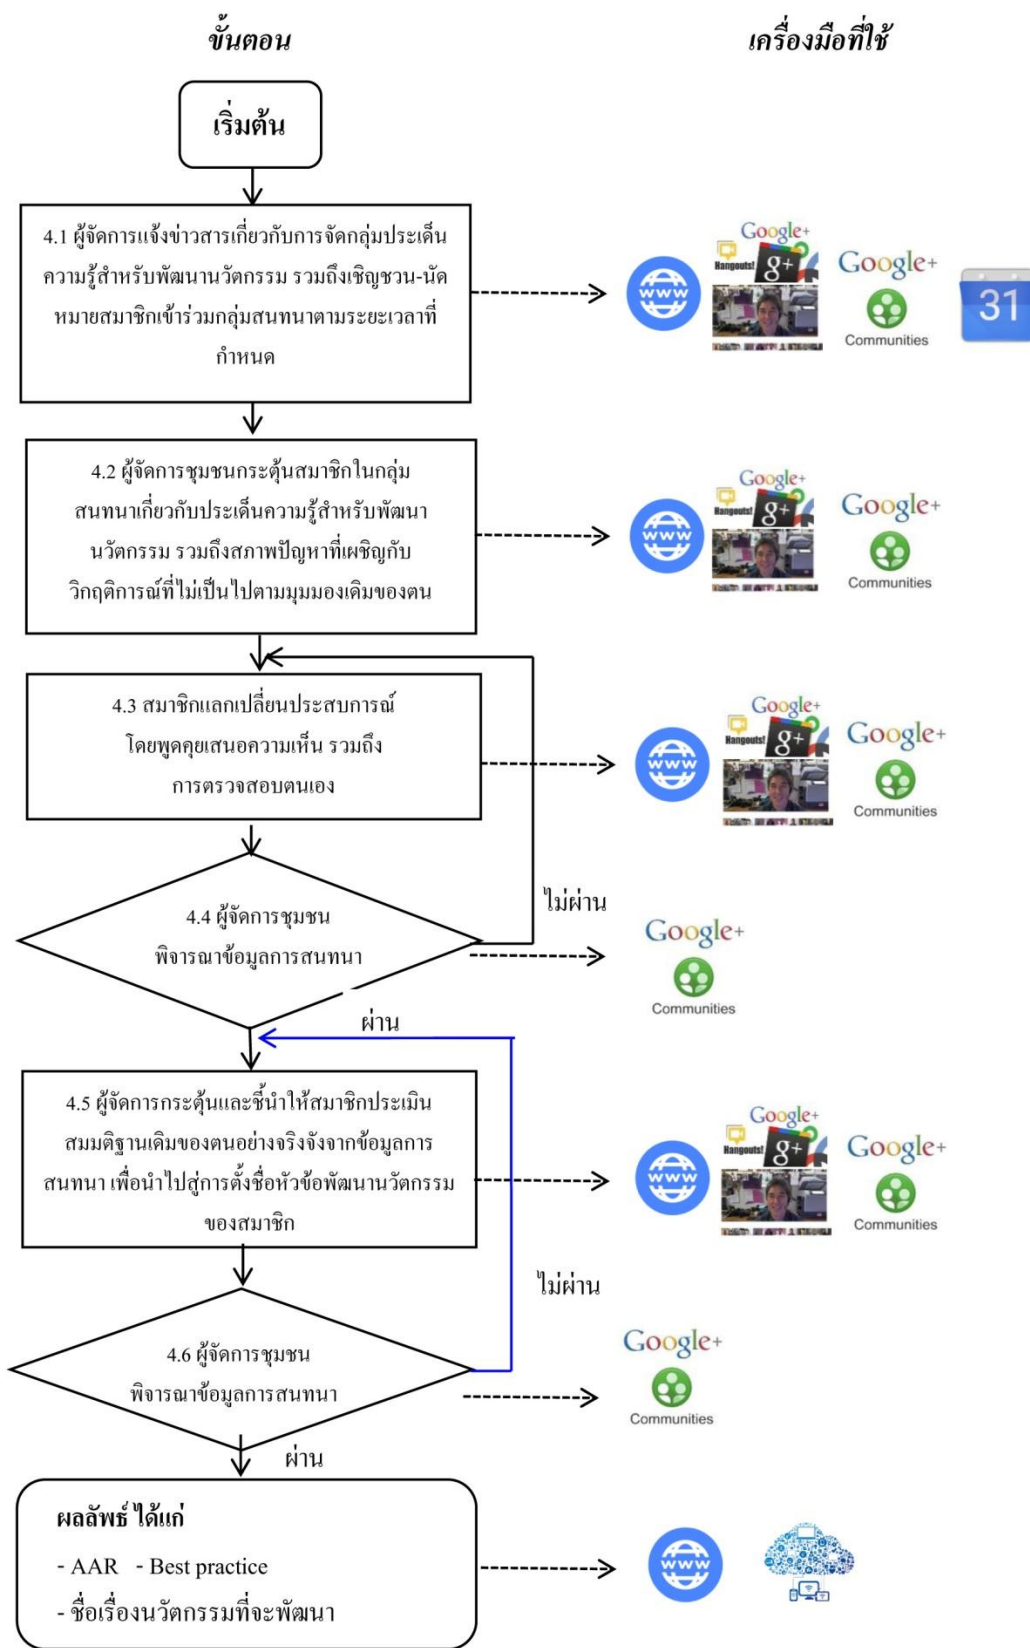 ขั้นตอน
เครื่องมือที่ใช้
เริ่มต้น
4.1 ผู้จัดการแจ้งข่าวสารเกี่ยวกับการจัดกลุ่มประเด็น
ความรู้สำหรับพัฒนานวัตกรรม รวมถึงเชิญชวน-นัด
หมายสมาชิกเข้าร่วมกลุ่มสนทนาตามระยะเวลาที่
กำหนด
WWW
Google+
Hangouts!
g+
Google+
Communities
31
4.2 ผู้จัดการชุมชนกระตุ้นสมาชิกในกลุ่ม
สนทนาเกี่ยวกับประเด็นความรู้สำหรับพัฒนา
นวัตกรรม รวมถึงสภาพปัญหาที่เผชิญกับ
วิกฤติการณ์ที่ไม่เป็นไปตามมุมมองเดิมของตน
WWW
Google+
Hangouts!
g+
Google+
Communities
4.3 สมาชิกแลกเปลี่ยนประสบการณ์
โดยพูดคุยเสนอความเห็น รวมถึง
การตรวจสอบตนเอง
WWW
Google+
Hangouts!
g+
Google+
Communities
4.4 ผู้จัดการชุมชน
พิจารณาข้อมูลการสนทนา
ไม่ผ่าน
Google+
Communities
ผ่าน
4.5 ผู้จัดการกระตุ้นและชี้นำให้สมาชิกประเมิน
สมมติฐานเดิมของตนอย่างจริงจังจากข้อมูลการ
สนทนา เพื่อนำไปสู่การตั้งชื่อหัวข้อพัฒนานวัตกรรม
ของสมาชิก
WWW
Google+
Hangouts!
g+
Google+
Communities
ไม่ผ่าน
4.6 ผู้จัดการชุมชน
พิจารณาข้อมูลการสนทนา
Google+
Communities
ผ่าน
ผลลัพธ์ ได้แก่
- AAR - Best practice
- ชื่อเรื่องนวัตกรรมที่จะพัฒนา
WWW